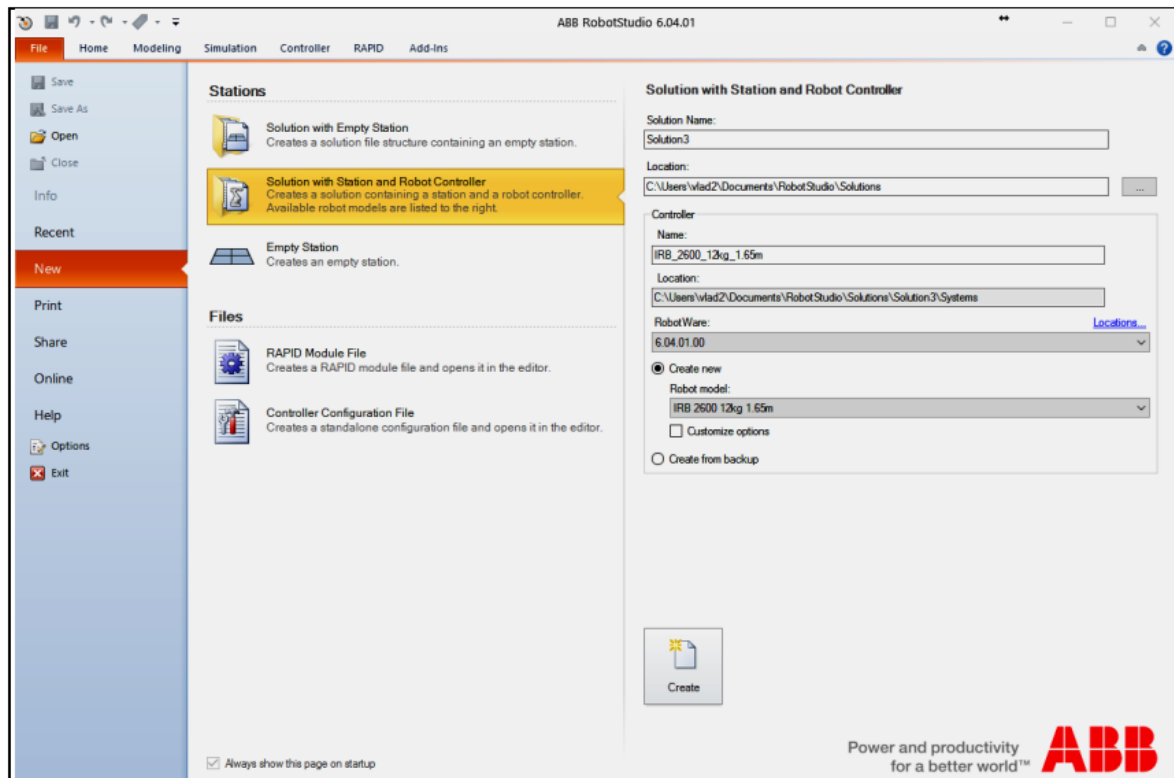 ABB RobotStudio 6.04.01
File Home Modeling Simulation Controller RAPID Add-Ins
Save
Save As
Open
Close
Info
Recent
New
Print
Share
Online
Help
Options
Exit
Stations
Solution with Empty Station
Creates a solution file structure containing an empty station.
Solution with Station and Robot Controller
Creates a solution containing a station and a robot controller.
Available robot models are listed to the right.
Empty Station
Creates an empty station.
Files
RAPID Module File
Creates a RAPID module file and opens it in the editor.
Controller Configuration File
Creates a standalone configuration file and opens it in the editor.
Always show this page on startup
Solution with Station and Robot Controller
Solution Name:
Solution3
Location:
C:\Users\vlad2\Documents\RobotStudio\Solutions
...
Controller
Name:
IRB_2600_12kg_1.65m
Location:
C:\Users\vlad2\Documents\RobotStudio\Solutions\Solution3\Systems
RobotWare:
Locations...
6.04.01.00
Create new
Robot model:
IRB 2600 12kg 1.65m
Customize options
Create from backup
Create
Power and productivity
for a better world™
ABB